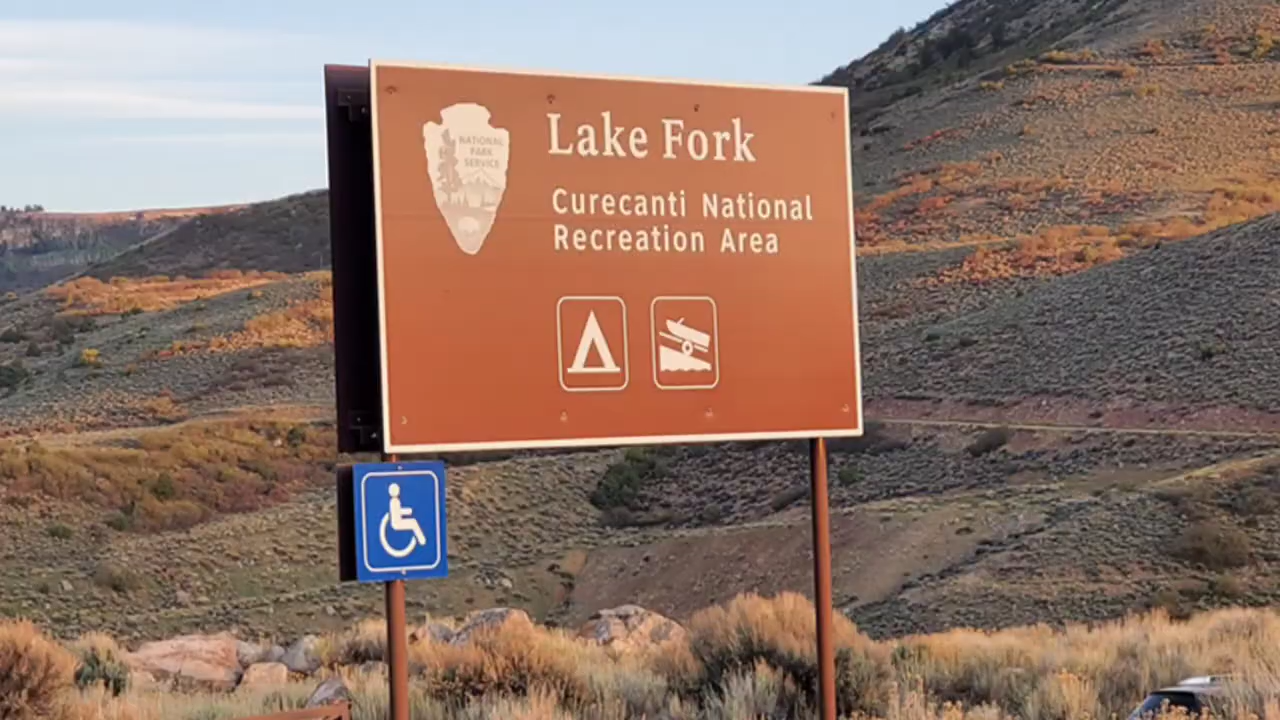 NATIONAL
PARK
SERVICE
Lake Fork
Curecanti National
Recreation Area